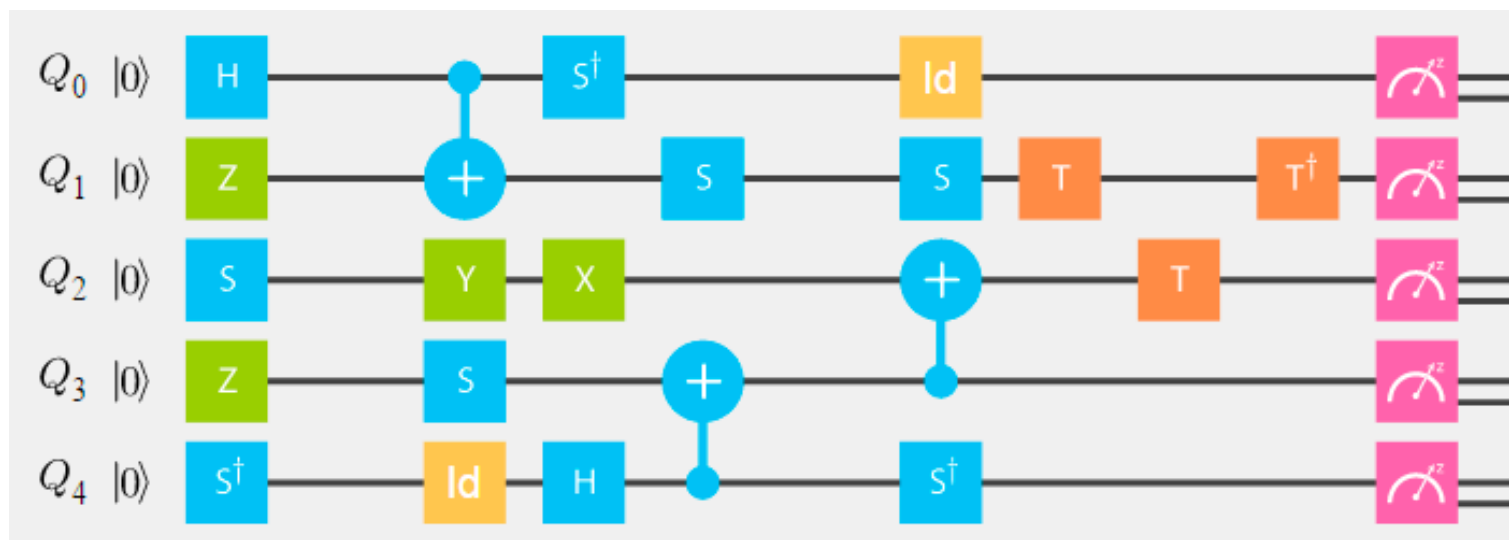 Q0 |0⟩ H S† Id z
Q1 |0⟩ Z + S S T T† z
Q2 |0⟩ S Y X + T z
Q3 |0⟩ Z S + z
Q4 |0⟩ S† Id H S† z